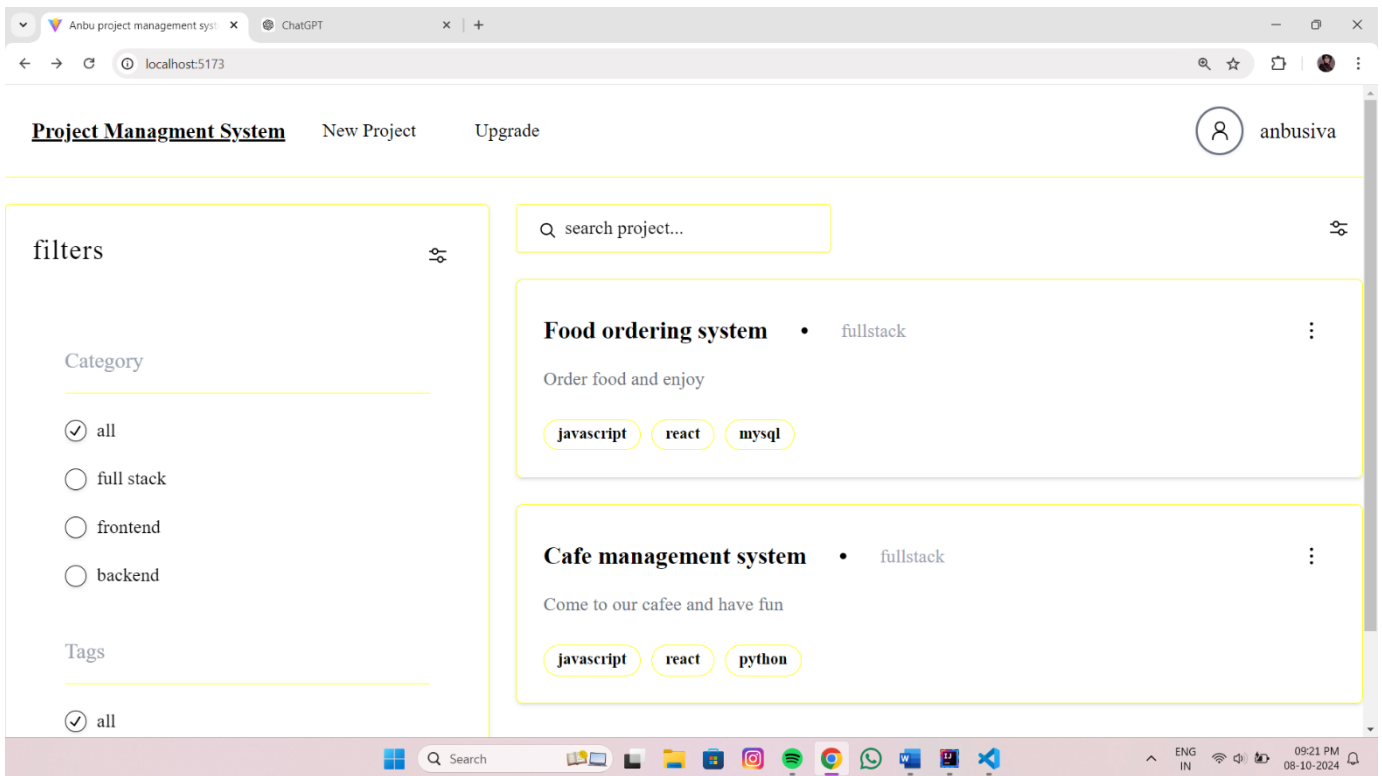 Anbu project management syst
ChatGPT
localhost:5173
Project Managment System New Project Upgrade anbusiva
filters
Category
all
full stack
frontend
backend
Tags
all
search project...
Food ordering system • fullstack
Order food and enjoy
javascript react mysql
Cafe management system • fullstack
Come to our cafee and have fun
javascript react python
Search
ENG
IN
09:21 PM
08-10-2024